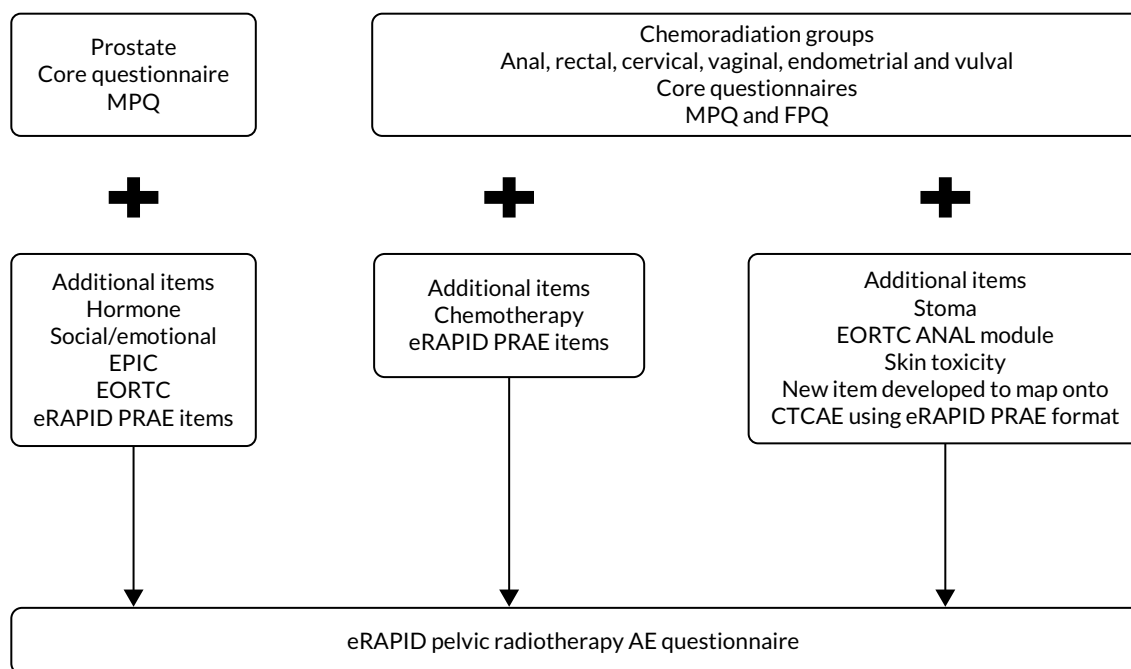 Prostate
Core questionnaire
MPQ
Chemoradiation groups
Anal, rectal, cervical, vaginal, endometrial and vulval
Core questionnaires
MPQ and FPQ
Additional items
Hormone
Social/emotional
EPIC
EORTC
eRAPID PRAE items
Additional items
Chemotherapy
eRAPID PRAE items
Additional items
Stoma
EORTC ANAL module
Skin toxicity
New item developed to map onto
CTCAE using eRAPID PRAE format
eRAPID pelvic radiotherapy AE questionnaire